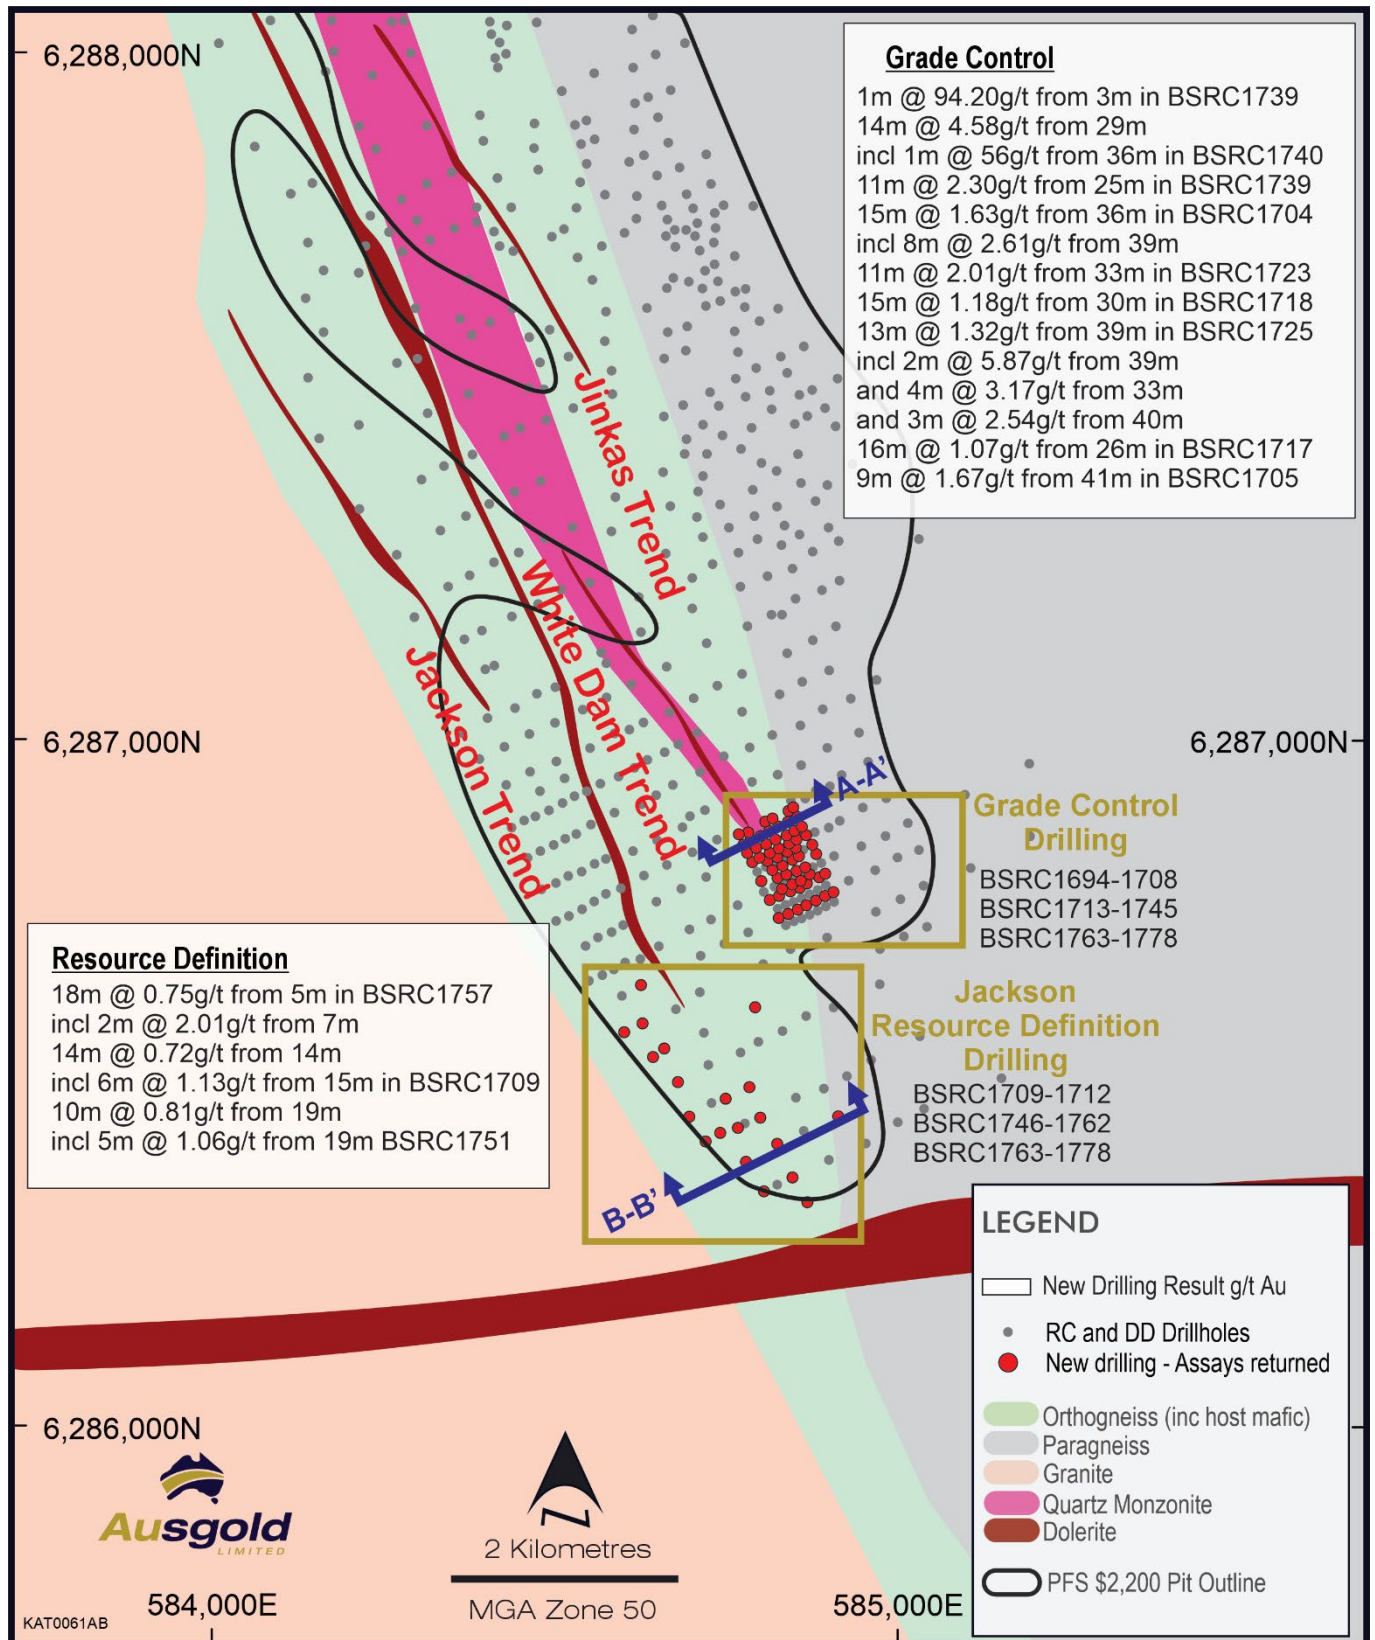 6,288,000N
Grade Control
1m @ 94.20g/t from 3m in BSRC1739
14m @ 4.58g/t from 29m
incl 1m @ 56g/t from 36m in BSRC1740
11m @ 2.30g/t from 25m in BSRC1739
15m @ 1.63g/t from 36m in BSRC1704
incl 8m @ 2.61g/t from 39m
11m @ 2.01g/t from 33m in BSRC1723
15m @ 1.18g/t from 30m in BSRC1718
13m @ 1.32g/t from 39m in BSRC1725
incl 2m @ 5.87g/t from 39m
and 4m @ 3.17g/t from 33m
and 3m @ 2.54g/t from 40m
16m @ 1.07g/t from 26m in BSRC1717
9m @ 1.67g/t from 41m in BSRC1705
Jinkas Trend
White Dam Trend
Jackson Trend
6,287,000N
6,287,000N
A-A'
Grade Control
Drilling
BSRC1694-1708
BSRC1713-1745
BSRC1763-1778
Resource Definition
18m @ 0.75g/t from 5m in BSRC1757
incl 2m @ 2.01g/t from 7m
14m @ 0.72g/t from 14m
incl 6m @ 1.13g/t from 15m in BSRC1709
10m @ 0.81g/t from 19m
incl 5m @ 1.06g/t from 19m BSRC1751
Jackson
Resource Definition
Drilling
BSRC1709-1712
BSRC1746-1762
BSRC1763-1778
B-B'
LEGEND
New Drilling Result g/t Au
RC and DD Drillholes
New drilling - Assays returned
Orthogneiss (inc host mafic)
Paragneiss
Granite
Quartz Monzonite
Dolerite
PFS $2,200 Pit Outline
6,286,000N
Ausgold
LIMITED
N
2 Kilometres
MGA Zone 50
584,000E
585,000E
KAT0061AB